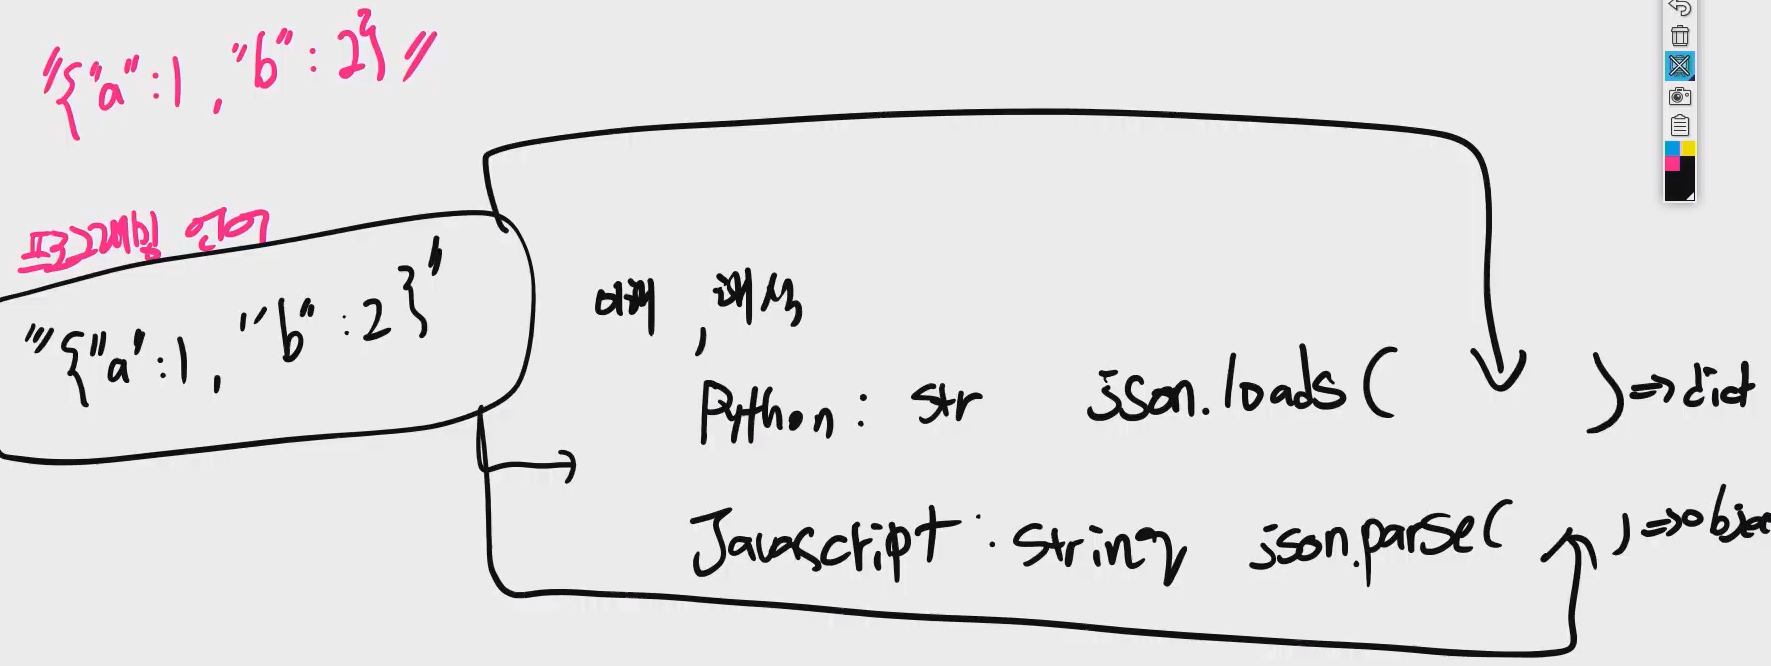 "{"a":1, "b":2}"
프로그래밍 언어
"'{"a":1, "b":2}"
이해, 해석
Python: str json.loads( )=>dict
Javascript: string json.parse( )=>objec